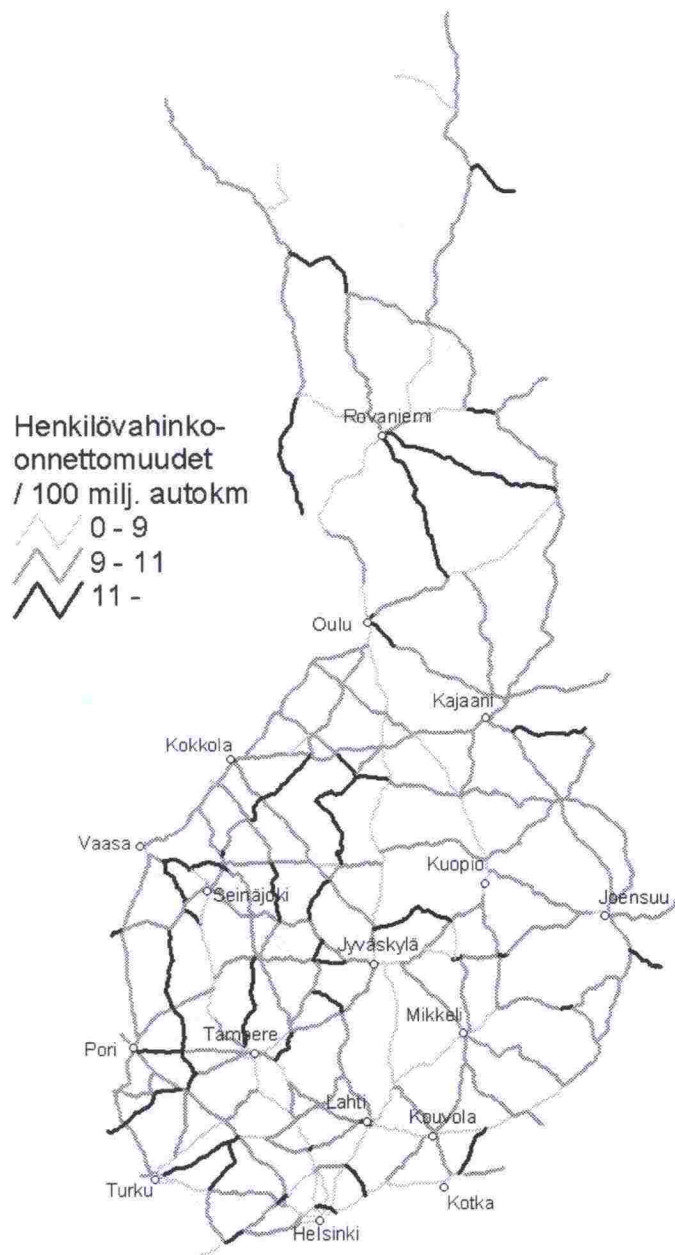 Rovaniemi
Henkilövahinko-
onnettomuudet
/ 100 milj. autokm
0 - 9
9 - 11
11 -
Oulu
Kajaani
Kokkola
Vaasa
Kuopio
Seinäjoki
Joensuu
Jyväskylä
Mikkeli
Pori
Tampere
Lahti
Kouvola
Turku
Kotka
Helsinki